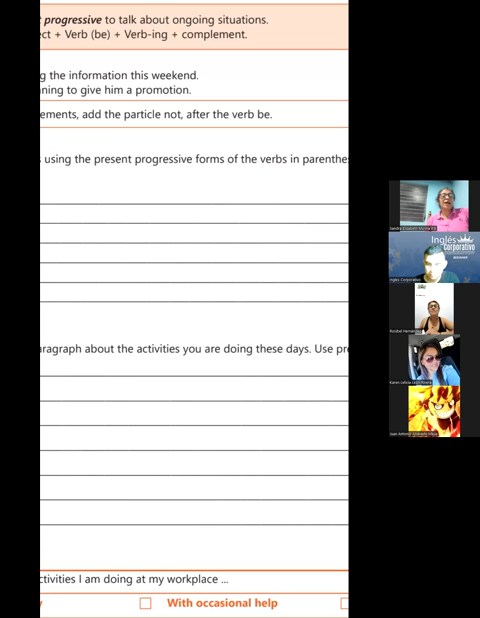 progressive to talk about ongoing situations.
ect + Verb (be) + Verb-ing + complement.
g the information this weekend.
ning to give him a promotion.
ements, add the particle not, after the verb be.
using the present progressive forms of the verbs in parenthe
aragraph about the activities you are doing these days. Use pr
ctivities I am doing at my workplace ...
With occasional help
Inglés
Corporativo
Inglés Corporativo